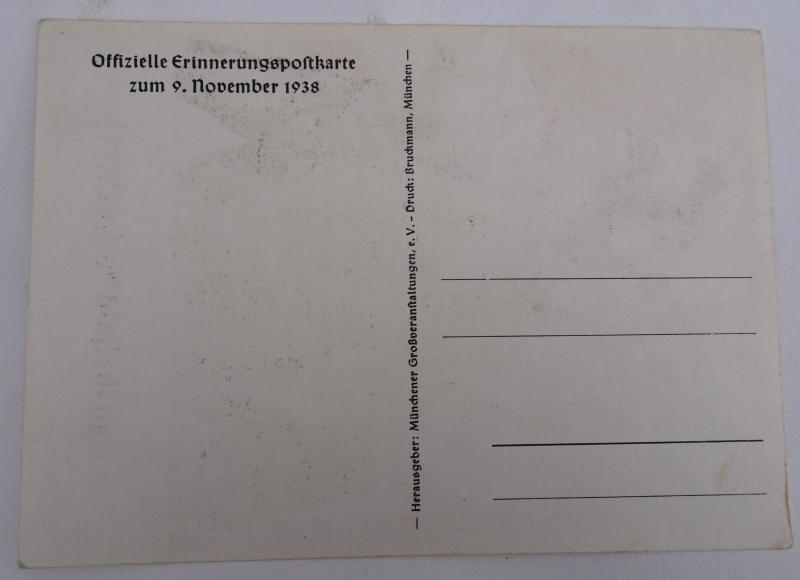 Offizielle Erinnerungspoſtkarte
zum 9. November 1938
— Herausgeber: Münchener Großveranſtaltungen, e. V. – Druck: Bruckmann, München —